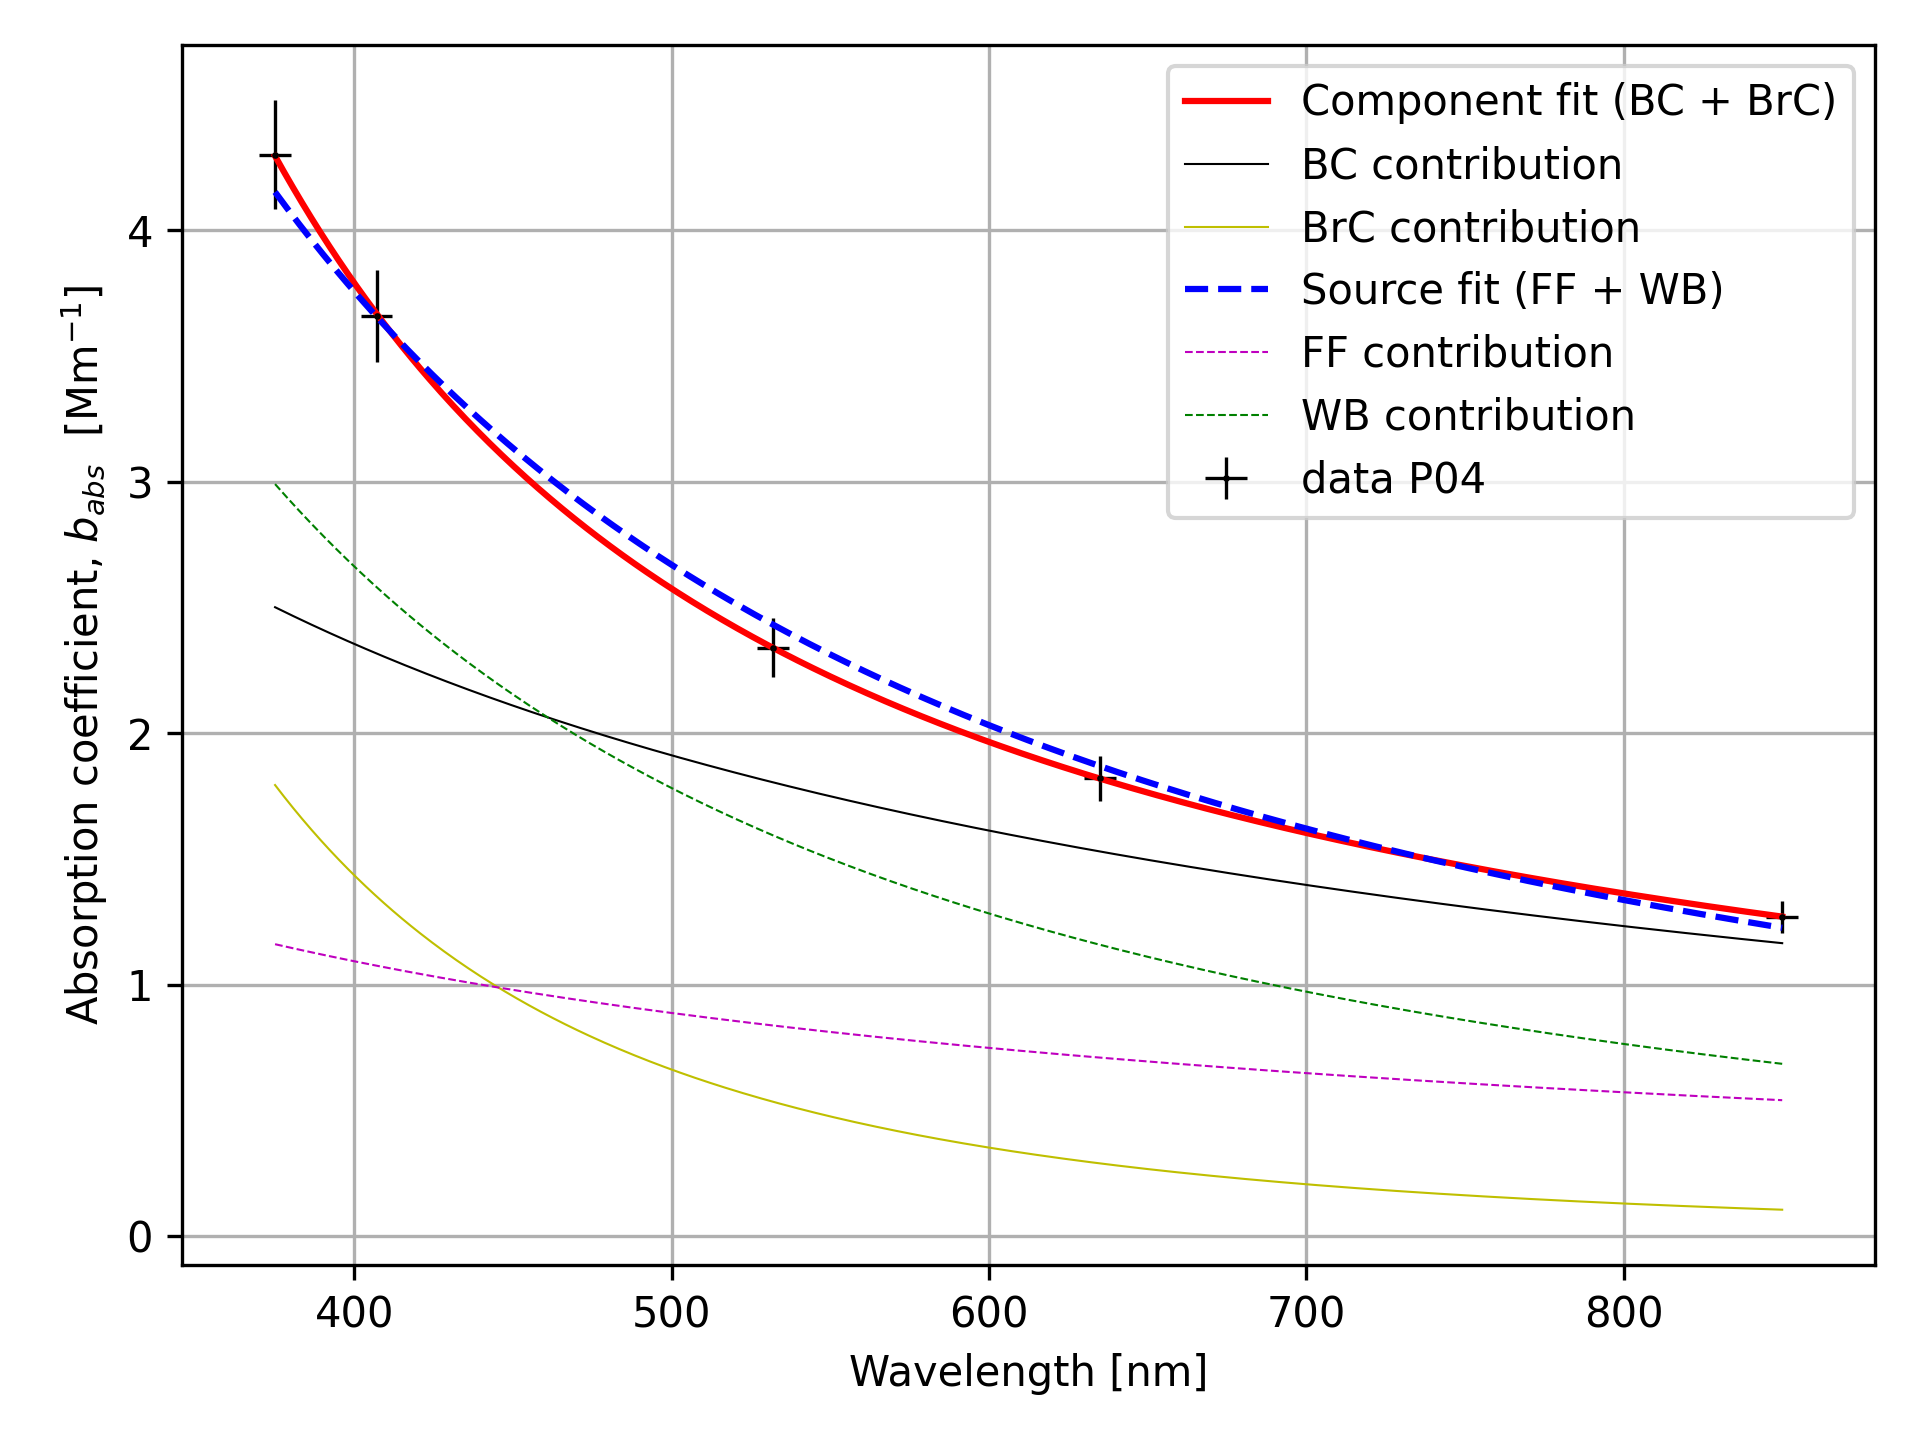 Component fit (BC + BrC)
BC contribution
BrC contribution
Source fit (FF + WB)
FF contribution
WB contribution
data P04
Absorption coefficient, b_abs [Mm⁻¹]
4
3
2
1
0
400 500 600 700 800
Wavelength [nm]